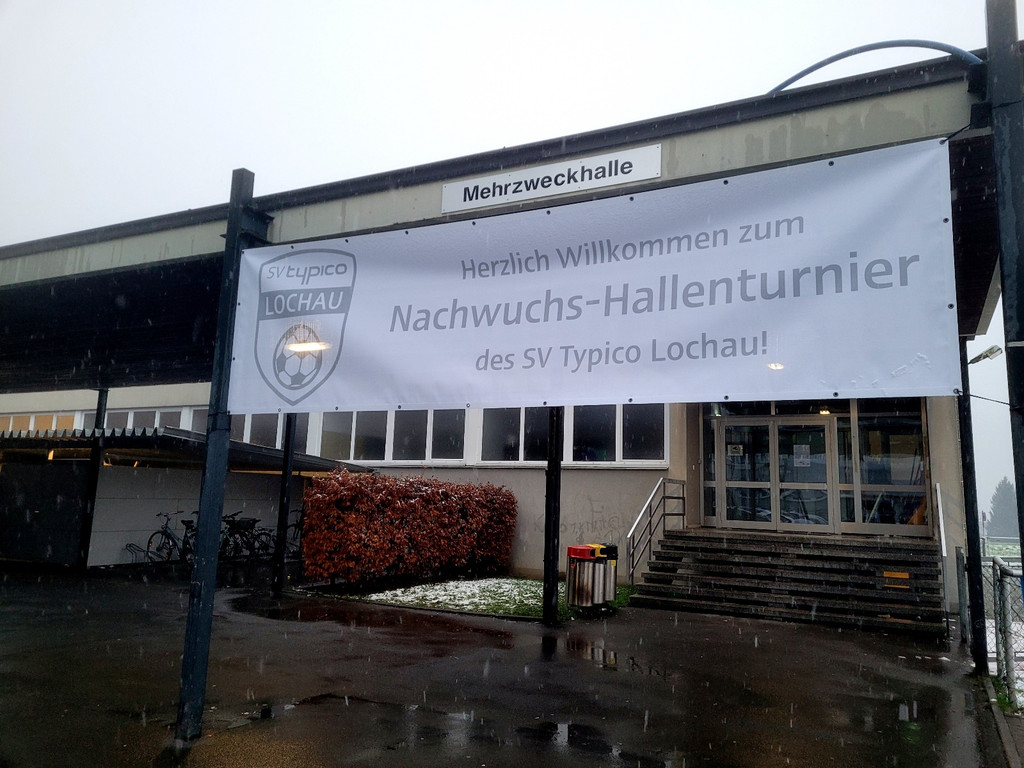 Mehrzweckhalle
SV typico
LOCHAU
Herzlich Willkommen zum
Nachwuchs-Hallenturnier
des SV Typico Lochau!